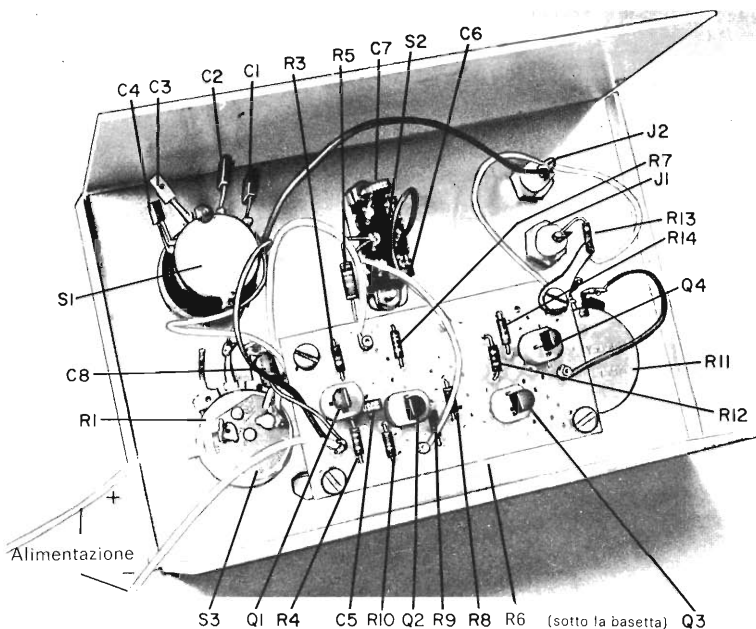 C4 C3 C2 C1 R3 R5 C7 S2 C6
J2
R7
J1
R13
R14
S1
Q4
C8
R11
R1
R12
+
Alimentazione
−
S3 Q1 R4 C5 R10 Q2 R9 R8 R6 (sotto la basetta) Q3